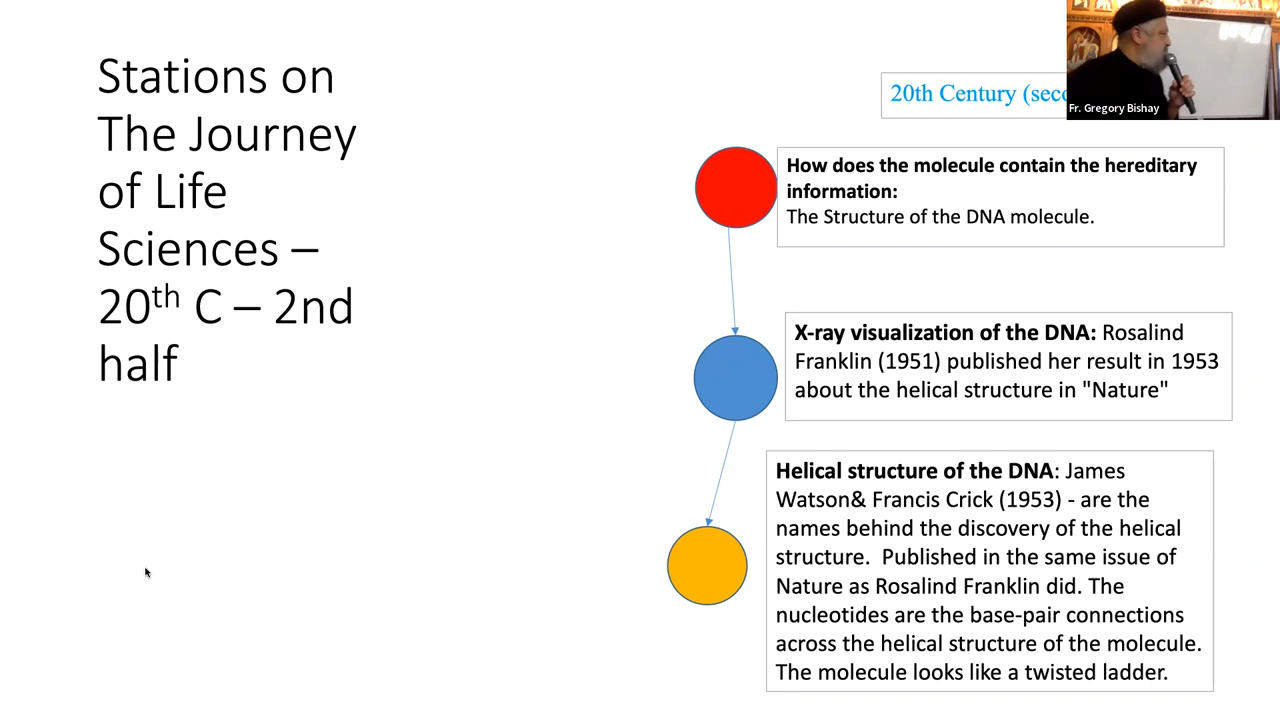 Stations on
The Journey
of Life
Sciences –
20th C – 2nd
half
20th Century (seco
Fr. Gregory Bishay
How does the molecule contain the hereditary
information:
The Structure of the DNA molecule.
X-ray visualization of the DNA: Rosalind
Franklin (1951) published her result in 1953
about the helical structure in "Nature"
Helical structure of the DNA: James
Watson& Francis Crick (1953) - are the
names behind the discovery of the helical
structure.  Published in the same issue of
Nature as Rosalind Franklin did. The
nucleotides are the base-pair connections
across the helical structure of the molecule.
The molecule looks like a twisted ladder.